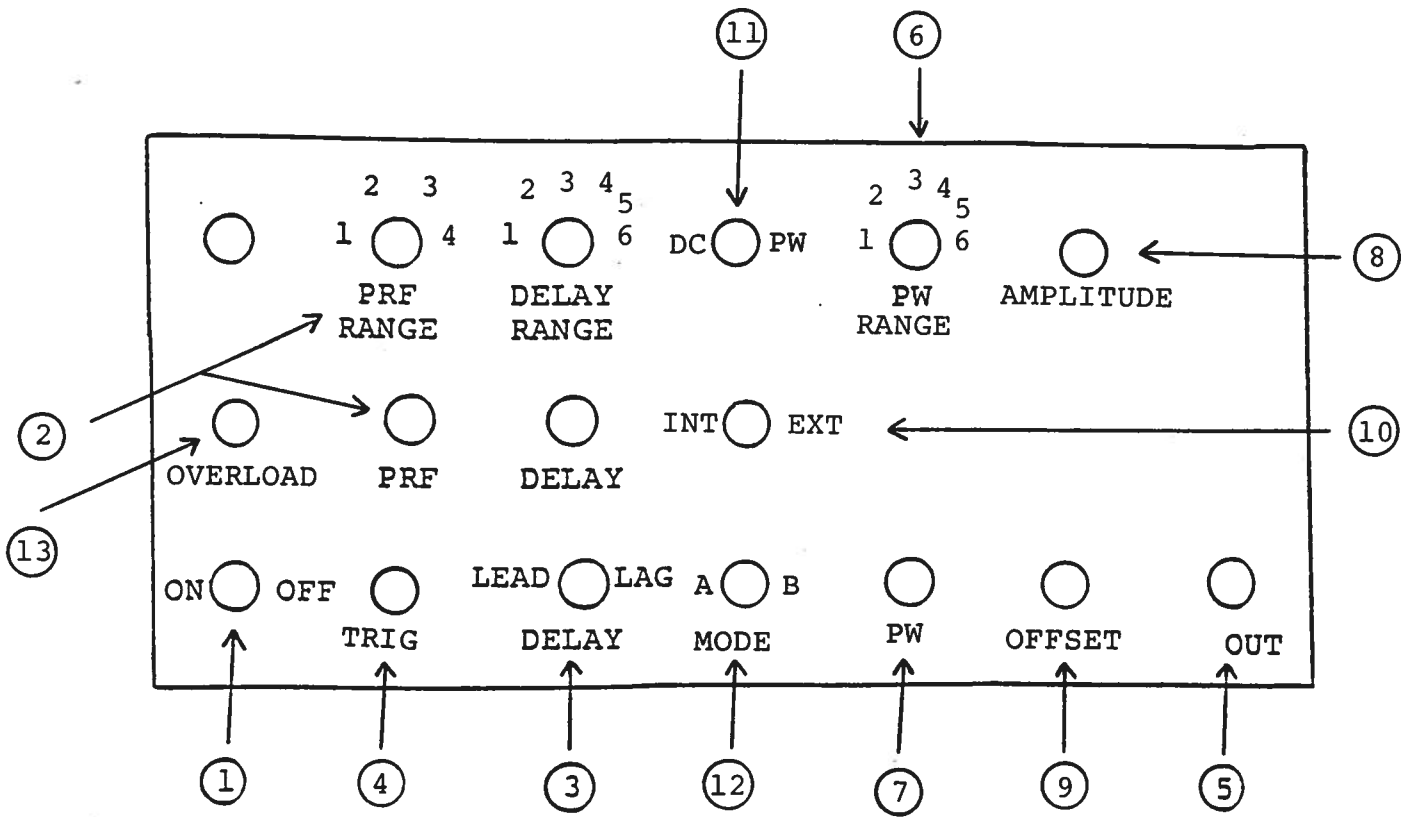 11 6
2 3 2 3 4 5 2 3 4 5
1 4 1 6 DC PW 1 6 8
PRF RANGE DELAY RANGE PW RANGE AMPLITUDE
2 INT EXT 10
OVERLOAD PRF DELAY
13
ON OFF LEAD LAG A B
TRIG DELAY MODE PW OFFSET OUT
1 4 3 12 7 9 5